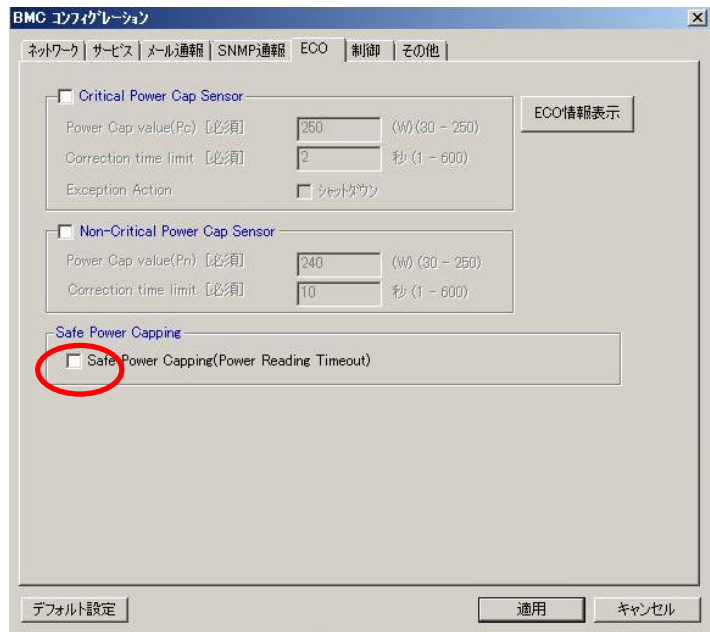 BMC コンフィグレーション
ネットワーク サービス メール通報 SNMP通報 ECO 制御 その他
Critical Power Cap Sensor
ECO情報表示
Power Cap value(Pc) [必須] 250 (W)(30 - 250)
Correction time limit [必須] 2 秒 (1 - 600)
Exception Action シャットダウン
Non-Critical Power Cap Sensor
Power Cap value(Pn) [必須] 240 (W) (30 - 250)
Correction time limit [必須] 10 秒 (1 - 600)
Safe Power Capping
Safe Power Capping(Power Reading Timeout)
デフォルト設定 適用 キャンセル